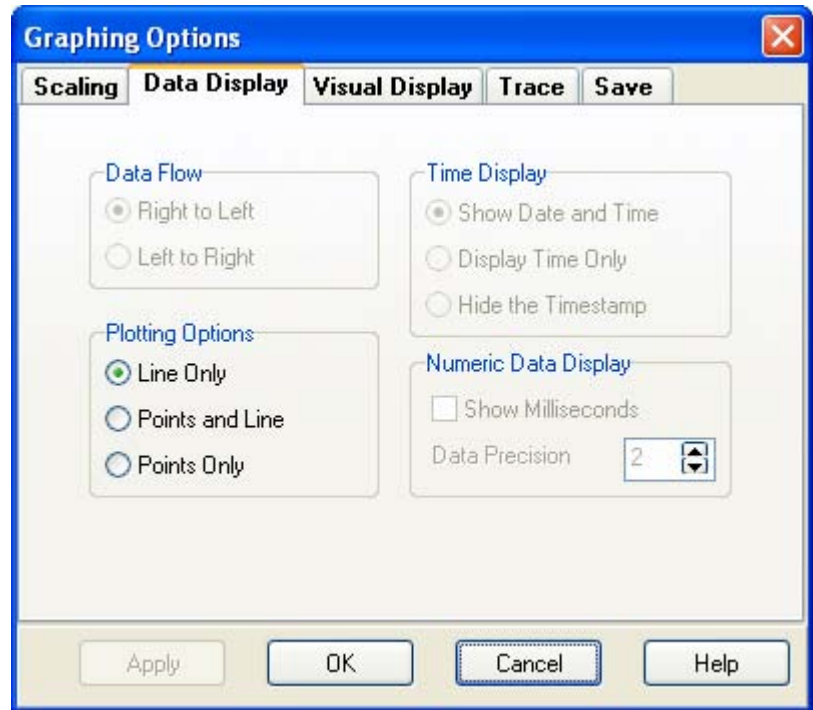 Graphing Options
Scaling Data Display Visual Display Trace Save
Data Flow
Right to Left
Left to Right
Plotting Options
Line Only
Points and Line
Points Only
Time Display
Show Date and Time
Display Time Only
Hide the Timestamp
Numeric Data Display
Show Milliseconds
Data Precision 2
Apply OK Cancel Help